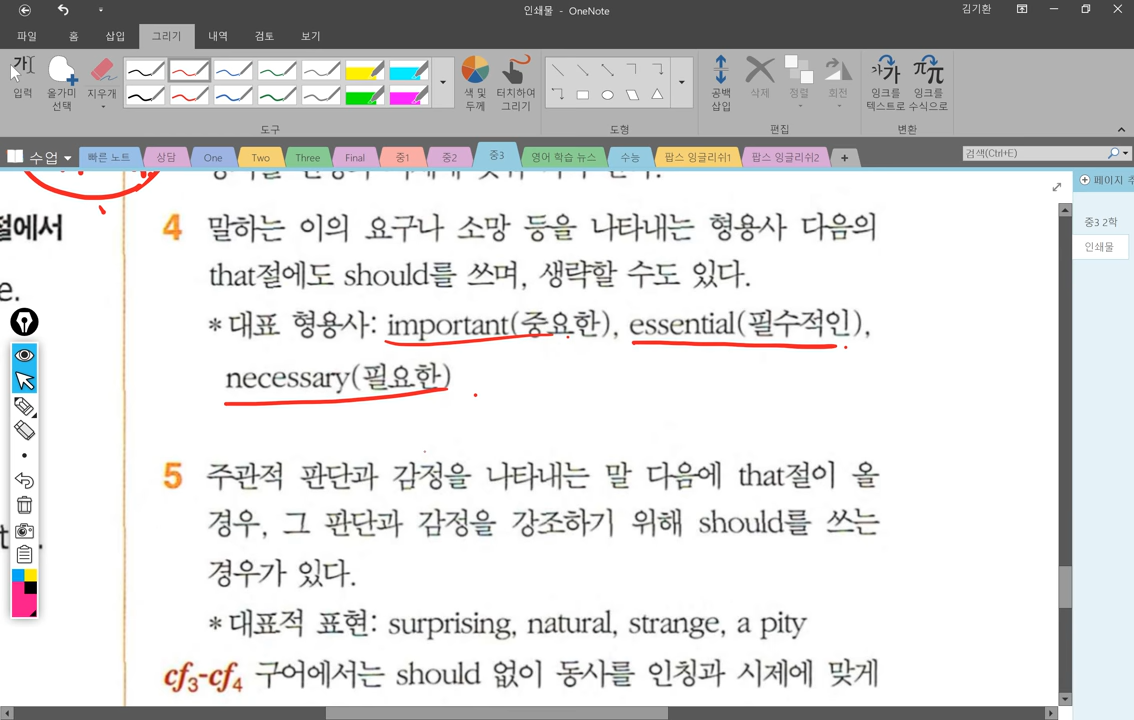 인쇄물 - OneNote
김기환
파일 홈 삽입 그리기 내역 검토 보기
입력
올가미 선택
지우개
색 및 두께
터치하여 그리기
공백 삽입
삭제
정렬
회전
잉크를 텍스트로
잉크를 수식으로
도구
도형
편집
변환
수업
빠른 노트 상담 One Two Three Final 중1 중2 중3 영어 학습 뉴스 수능 팝스 잉글리쉬1 팝스 잉글리쉬2 +
검색(Ctrl+E)
페이지 추
중3 2학
인쇄물
절에서
e.
4 말하는 이의 요구나 소망 등을 나타내는 형용사 다음의
that절에도 should를 쓰며, 생략할 수도 있다.
* 대표 형용사: important(중요한), essential(필수적인),
necessary(필요한)
5 주관적 판단과 감정을 나타내는 말 다음에 that절이 올
경우, 그 판단과 감정을 강조하기 위해 should를 쓰는
경우가 있다.
* 대표적 표현: surprising, natural, strange, a pity
cf3-cf4 구어에서는 should 없이 동사를 인칭과 시제에 맞게